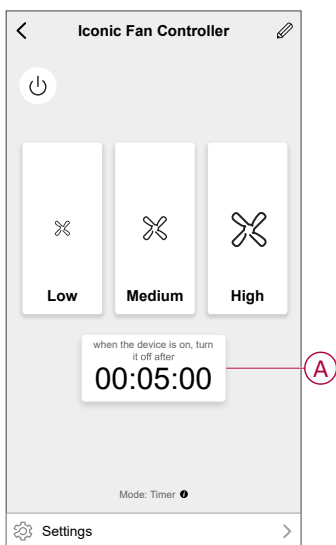 Iconic Fan Controller
Low Medium High
when the device is on, turn
it off after
00:05:00
A
Mode: Timer
Settings